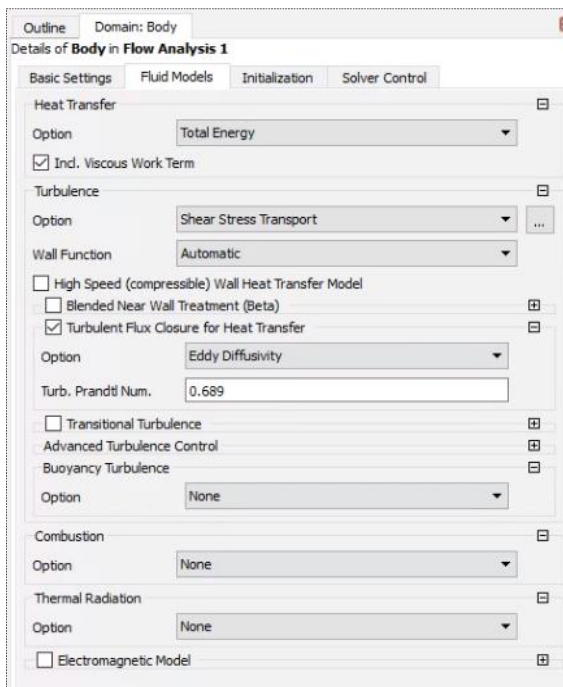 Outline Domain: Body
Details of Body in Flow Analysis 1
Basic Settings Fluid Models Initialization Solver Control
Heat Transfer
Option Total Energy
Incl. Viscous Work Term
Turbulence
Option Shear Stress Transport ...
Wall Function Automatic
High Speed (compressible) Wall Heat Transfer Model
Blended Near Wall Treatment (Beta)
Turbulent Flux Closure for Heat Transfer
Option Eddy Diffusivity
Turb. Prandtl Num. 0.689
Transitional Turbulence
Advanced Turbulence Control
Buoyancy Turbulence
Option None
Combustion
Option None
Thermal Radiation
Option None
Electromagnetic Model